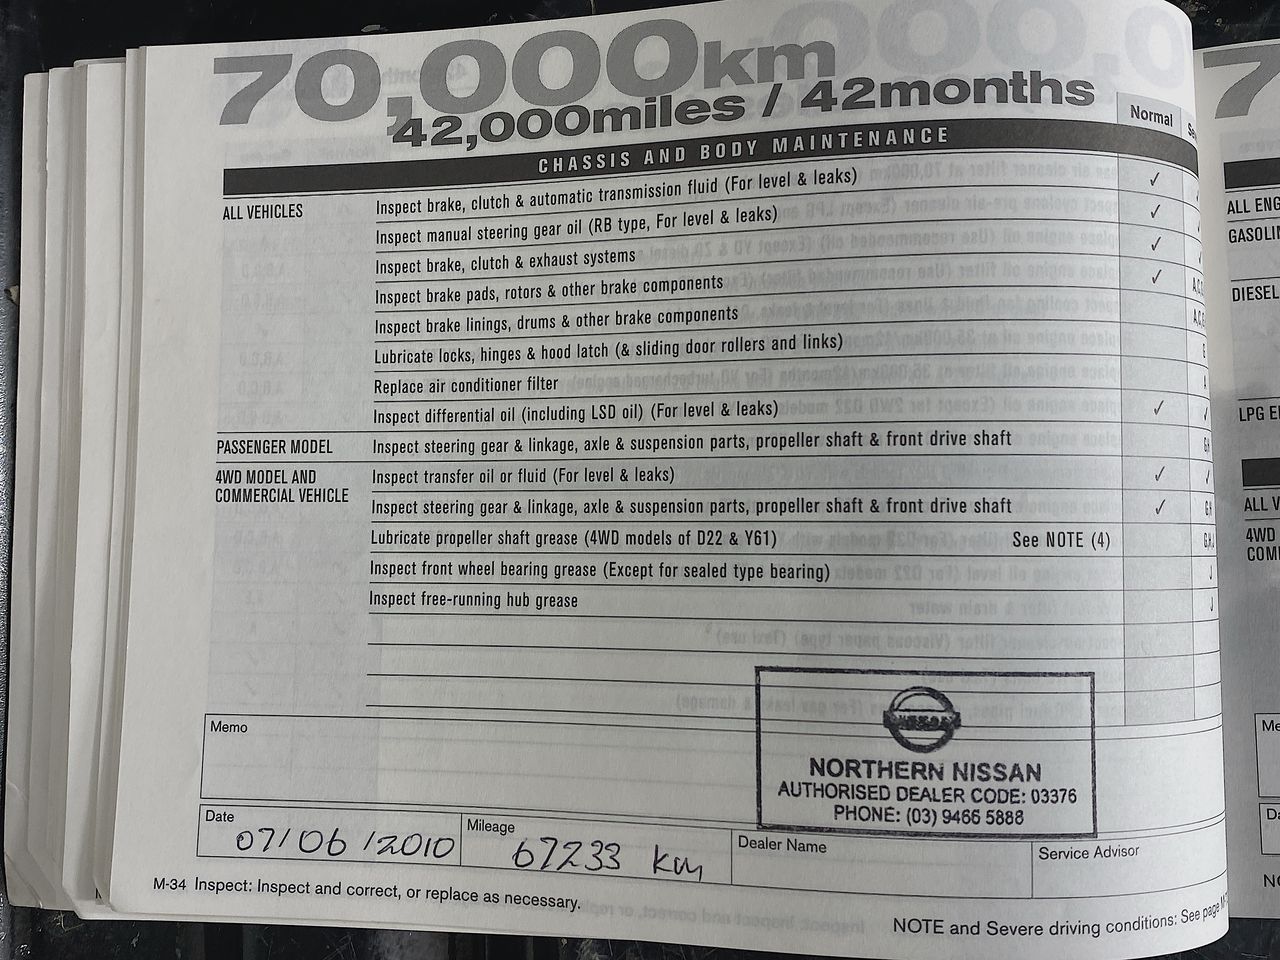 70,000km
42,000miles / 42months
Normal
CHASSIS AND BODY MAINTENANCE
ALL VEHICLES
Inspect brake, clutch & automatic transmission fluid (For level & leaks) ✓
Inspect manual steering gear oil (RB type, For level & leaks) ✓
Inspect brake, clutch & exhaust systems ✓
Inspect brake pads, rotors & other brake components ✓
Inspect brake linings, drums & other brake components
Lubricate locks, hinges & hood latch (& sliding door rollers and links)
Replace air conditioner filter
Inspect differential oil (including LSD oil) (For level & leaks) ✓
PASSENGER MODEL Inspect steering gear & linkage, axle & suspension parts, propeller shaft & front drive shaft
4WD MODEL AND
COMMERCIAL VEHICLE
Inspect transfer oil or fluid (For level & leaks) ✓
Inspect steering gear & linkage, axle & suspension parts, propeller shaft & front drive shaft ✓
Lubricate propeller shaft grease (4WD models of D22 & Y61) See NOTE (4)
Inspect front wheel bearing grease (Except for sealed type bearing) J
Inspect free-running hub grease J
NISSAN
NORTHERN NISSAN
AUTHORISED DEALER CODE: 03376
PHONE: (03) 9466 5888
Memo
Date 07/06/2010
Mileage 67233 km
Dealer Name
Service Advisor
M-34 Inspect: Inspect and correct, or replace as necessary.
NOTE and Severe driving conditions: See page
7
ALL ENG
GASOLIN
DIESEL
LPG E
ALL V
4WD
COM